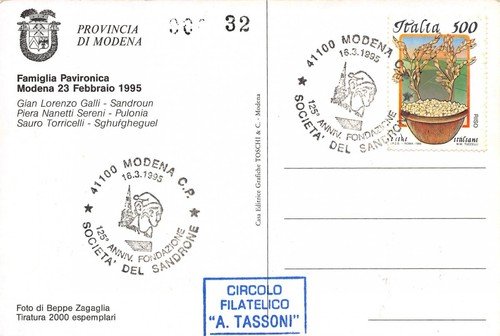 PROVINCIA
DI MODENA
32
Famiglia Pavironica
Modena 23 Febbraio 1995
Gian Lorenzo Galli - Sandroun
Piera Nanetti Sereni - Pulonia
Sauro Torricelli - Sghufgheguel
41100 MODENA C.P.
16.3.1995
125° ANNIV. FONDAZIONE
SOCIETA' DEL SANDRONE
Foto di Beppe Zagaglia
Tiratura 2000 esemplari
Casa Editrice Grafiche TOSCHI & C. - Modena
41100 MODENA C.P.
16.3.1995
125° ANNIV. FONDAZIONE
SOCIETA' DEL SANDRONE
Italia 500
italiane
CIRCOLO
FILATELICO
"A. TASSONI"